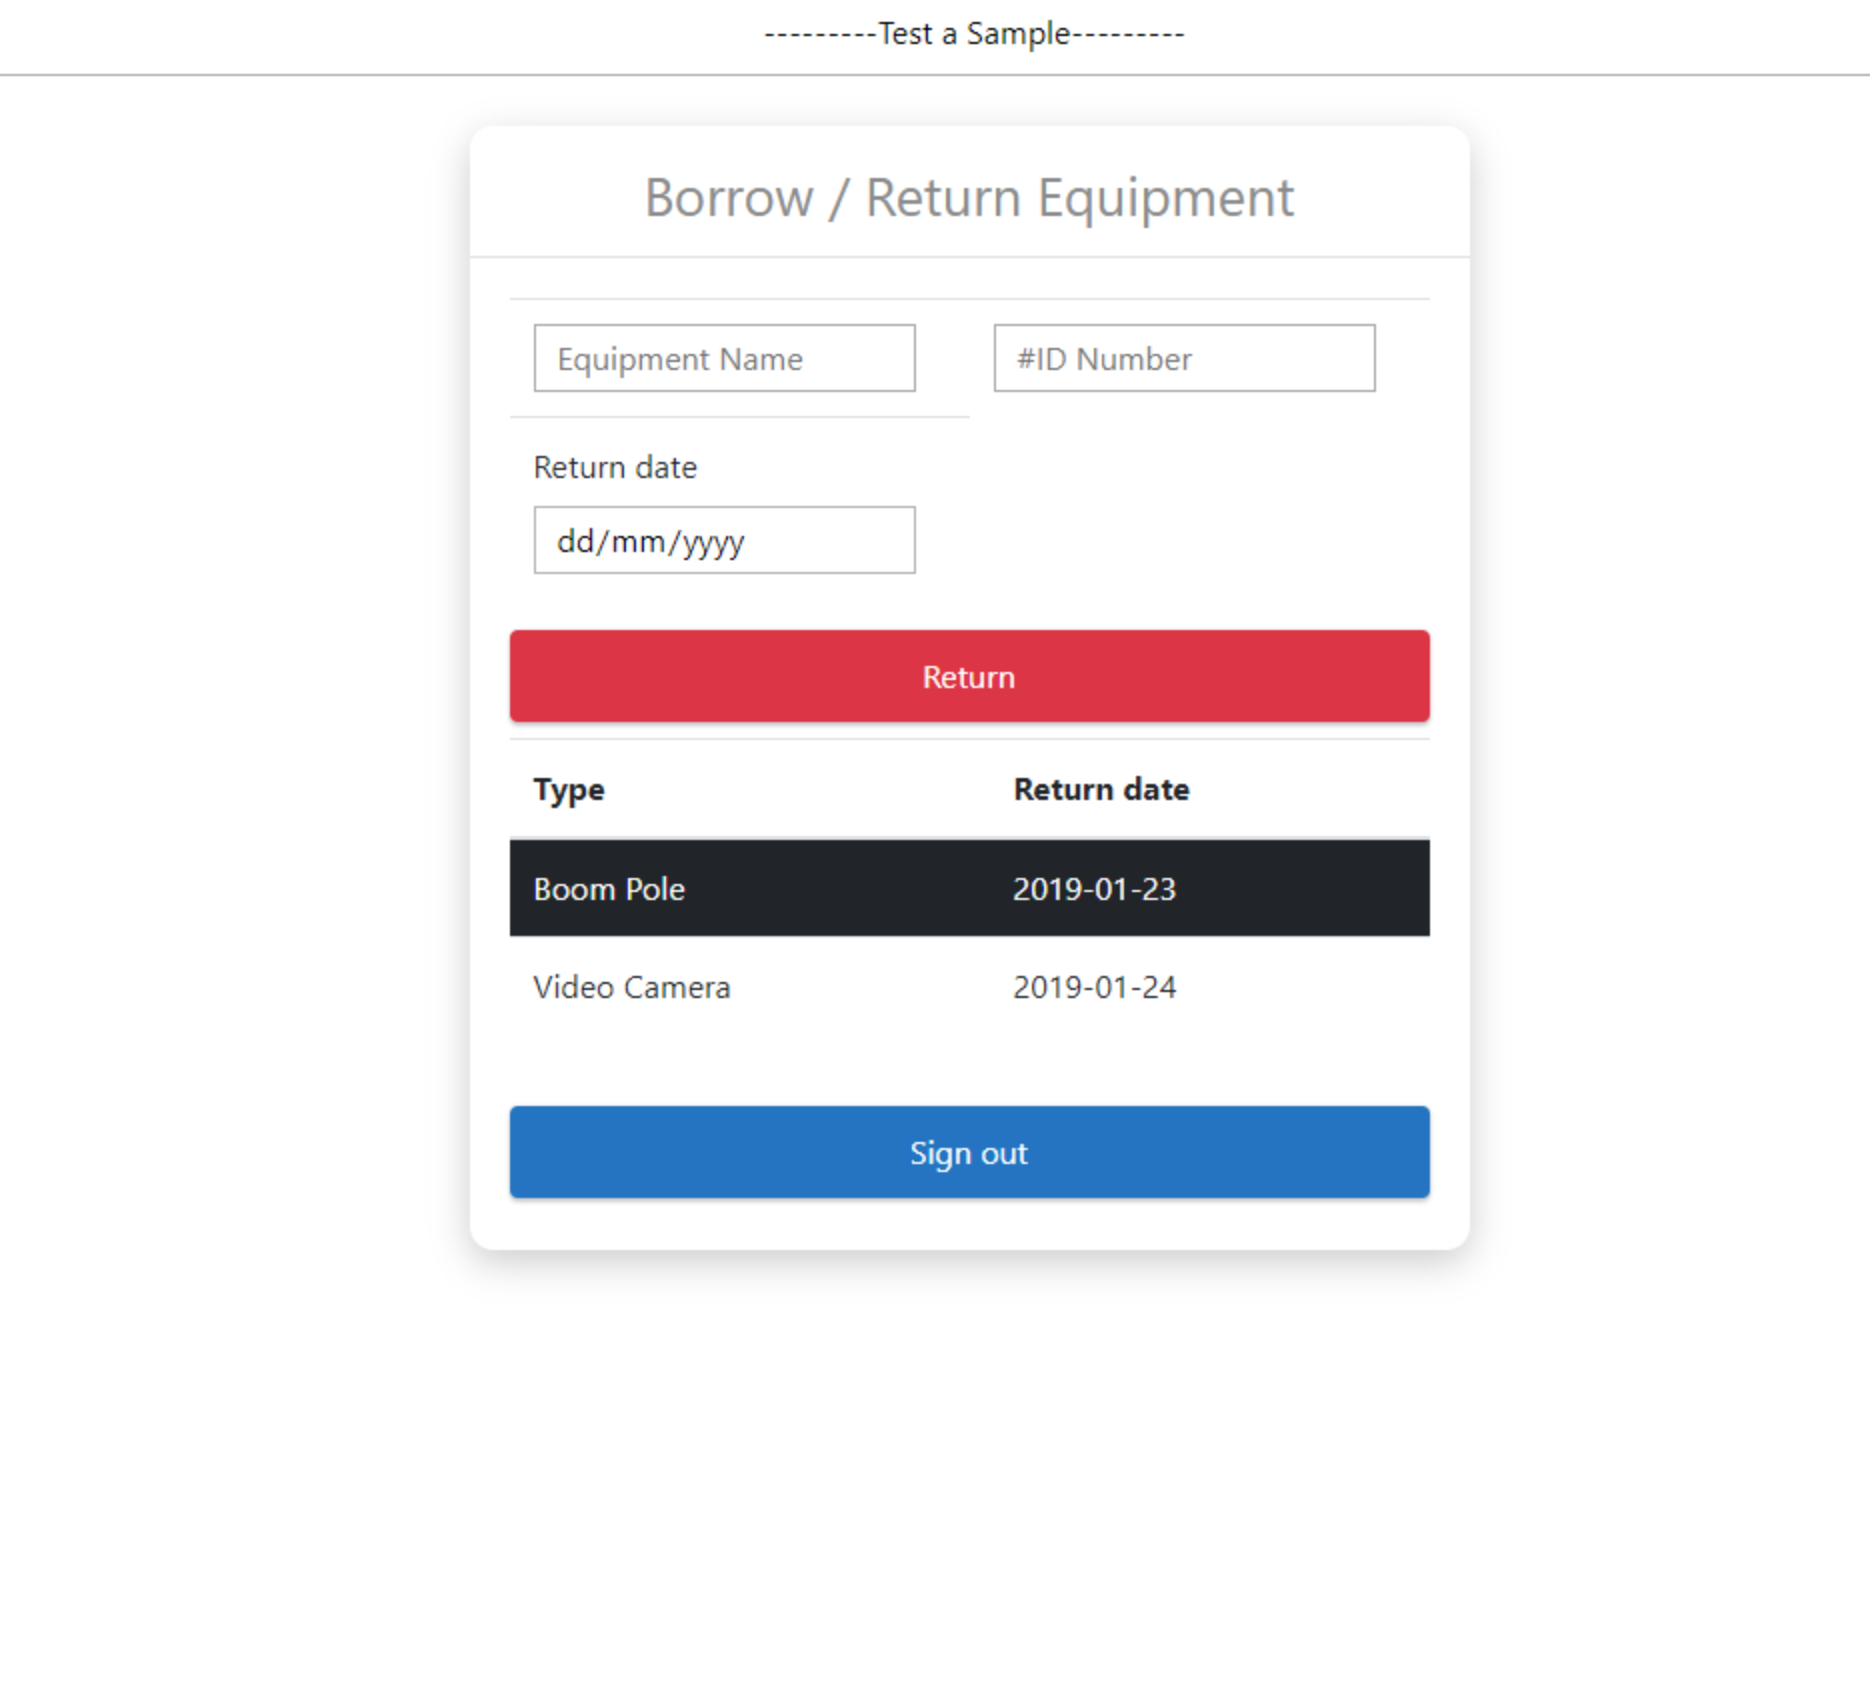 ---------Test a Sample---------
Borrow / Return Equipment
Equipment Name #ID Number
Return date
dd/mm/yyyy
Return
Type Return date
Boom Pole 2019-01-23
Video Camera 2019-01-24
Sign out